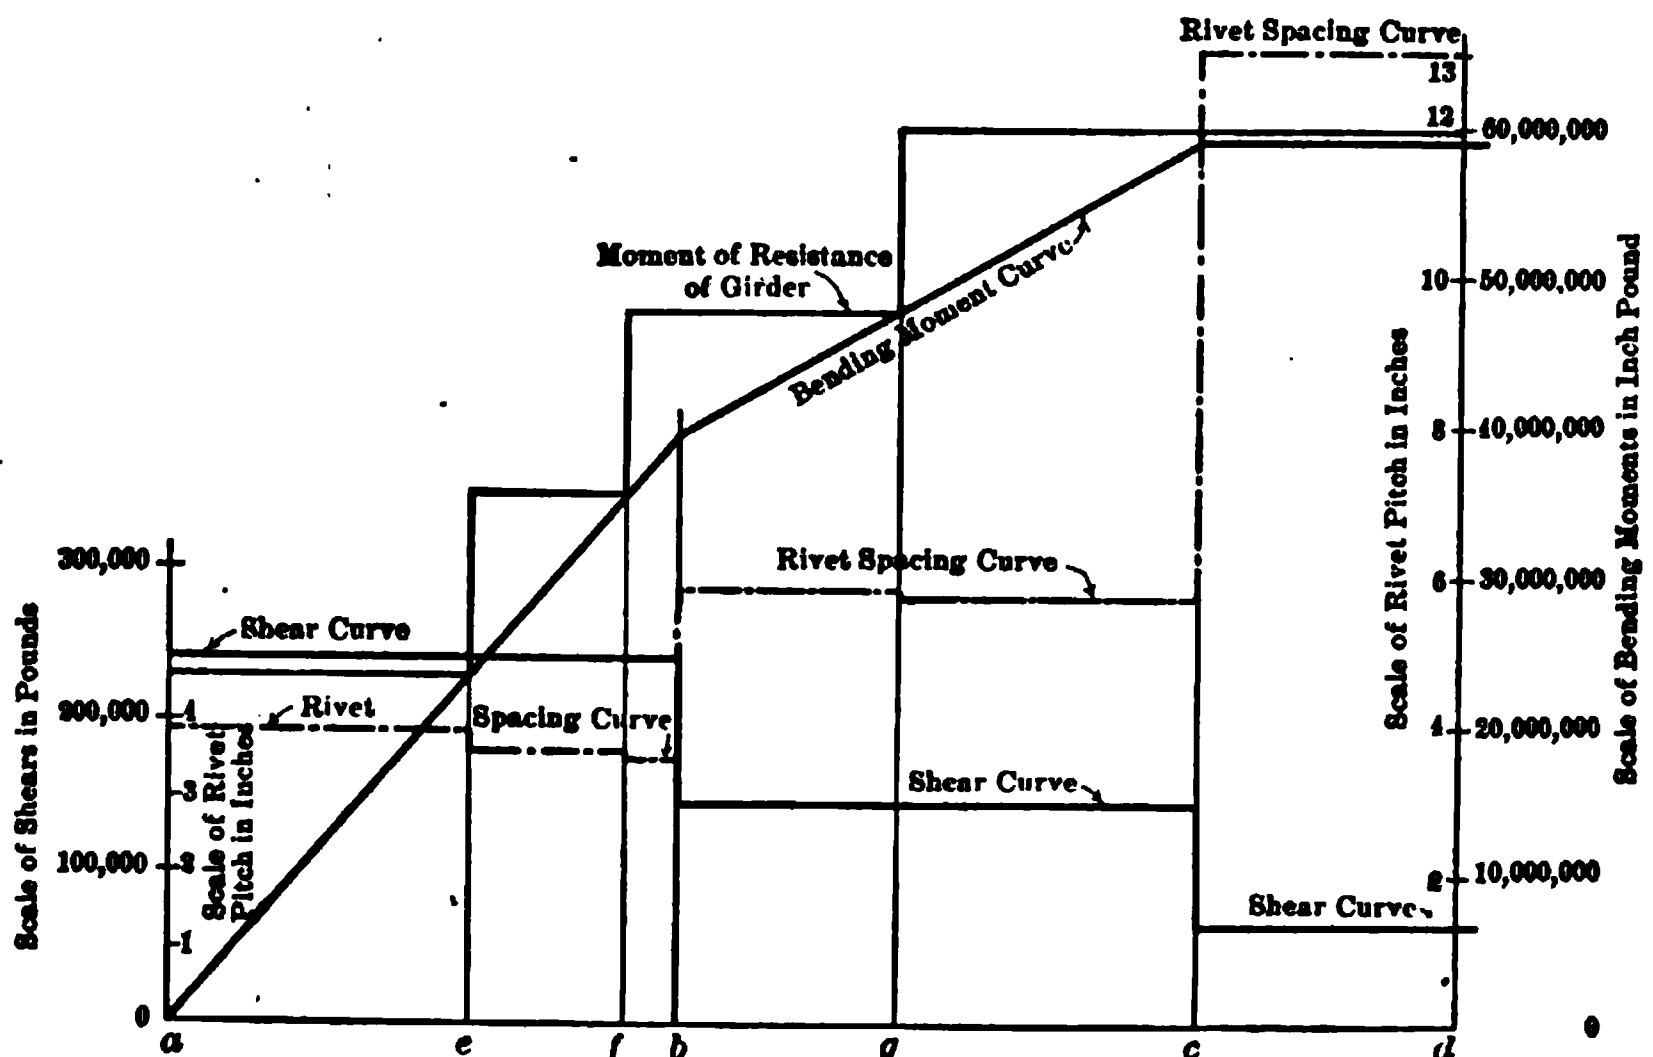 Rivet Spacing Curve
13
12
60,000,000
Moment of Resistance
of Girder
Bending Moment Curve
10
50,000,000
8
40,000,000
Scale of Rivet Pitch in Inches
Scale of Bending Moments in Inch Pound
300,000
Rivet Spacing Curve
6
30,000,000
Shear Curve
200,000
4
Rivet
Spacing Curve
4
20,000,000
Scale of Shears in Pounds
Scale of Rivet
Pitch in Inches
3
Shear Curve
100,000
2
2
10,000,000
Shear Curve
1
0
0
a
e
f
b
g
c
d